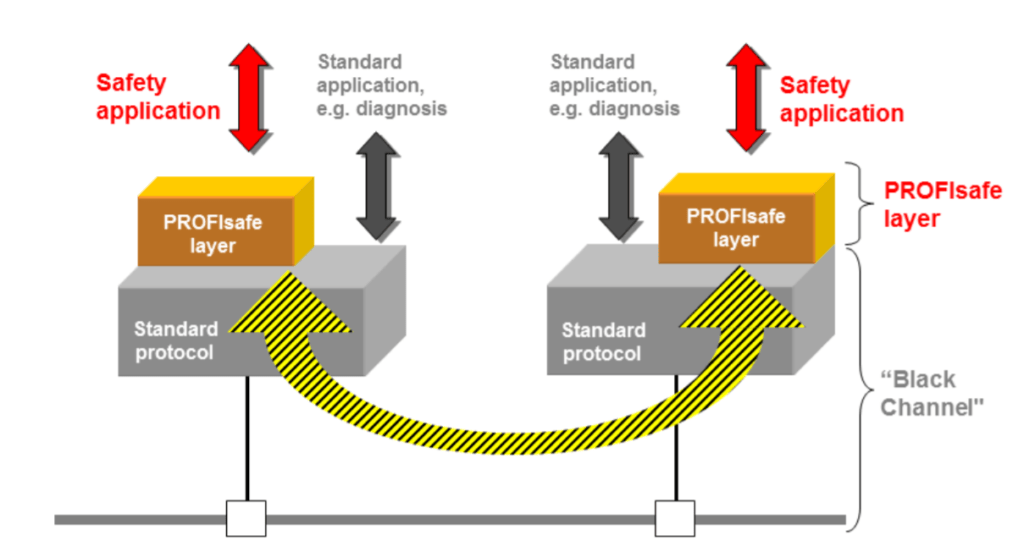 Safety
application
Standard
application,
e.g. diagnosis
Standard
application,
e.g. diagnosis
Safety
application
PROFIsafe
layer
PROFIsafe
layer
PROFIsafe
layer
Standard
protocol
Standard
protocol
“Black
Channel"